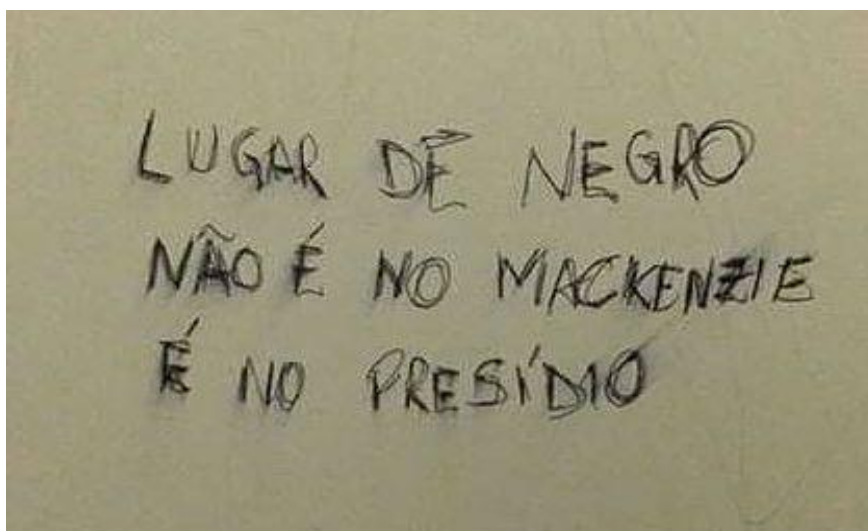 LUGAR DE NEGRO
NÃO É NO MACKENZIE
É NO PRESÍDIO